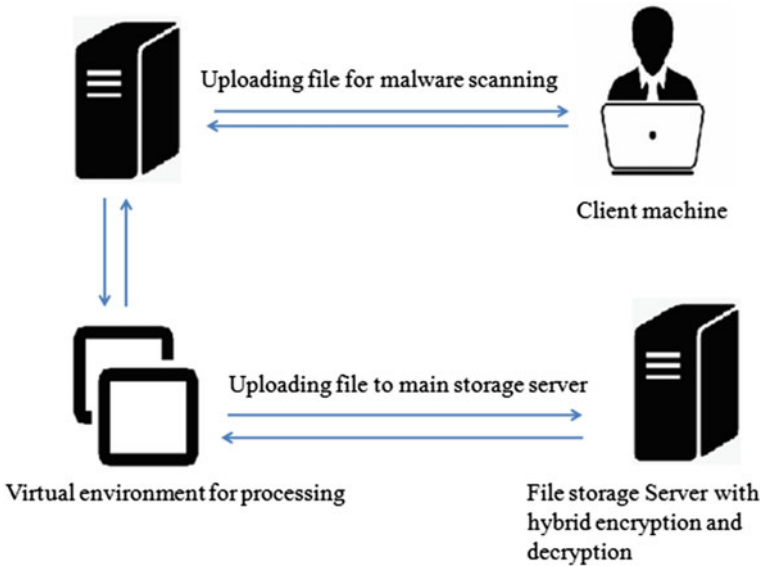 Uploading file for malware scanning
Client machine
Uploading file to main storage server
Virtual environment for processing
File storage Server with
hybrid encryption and
decryption